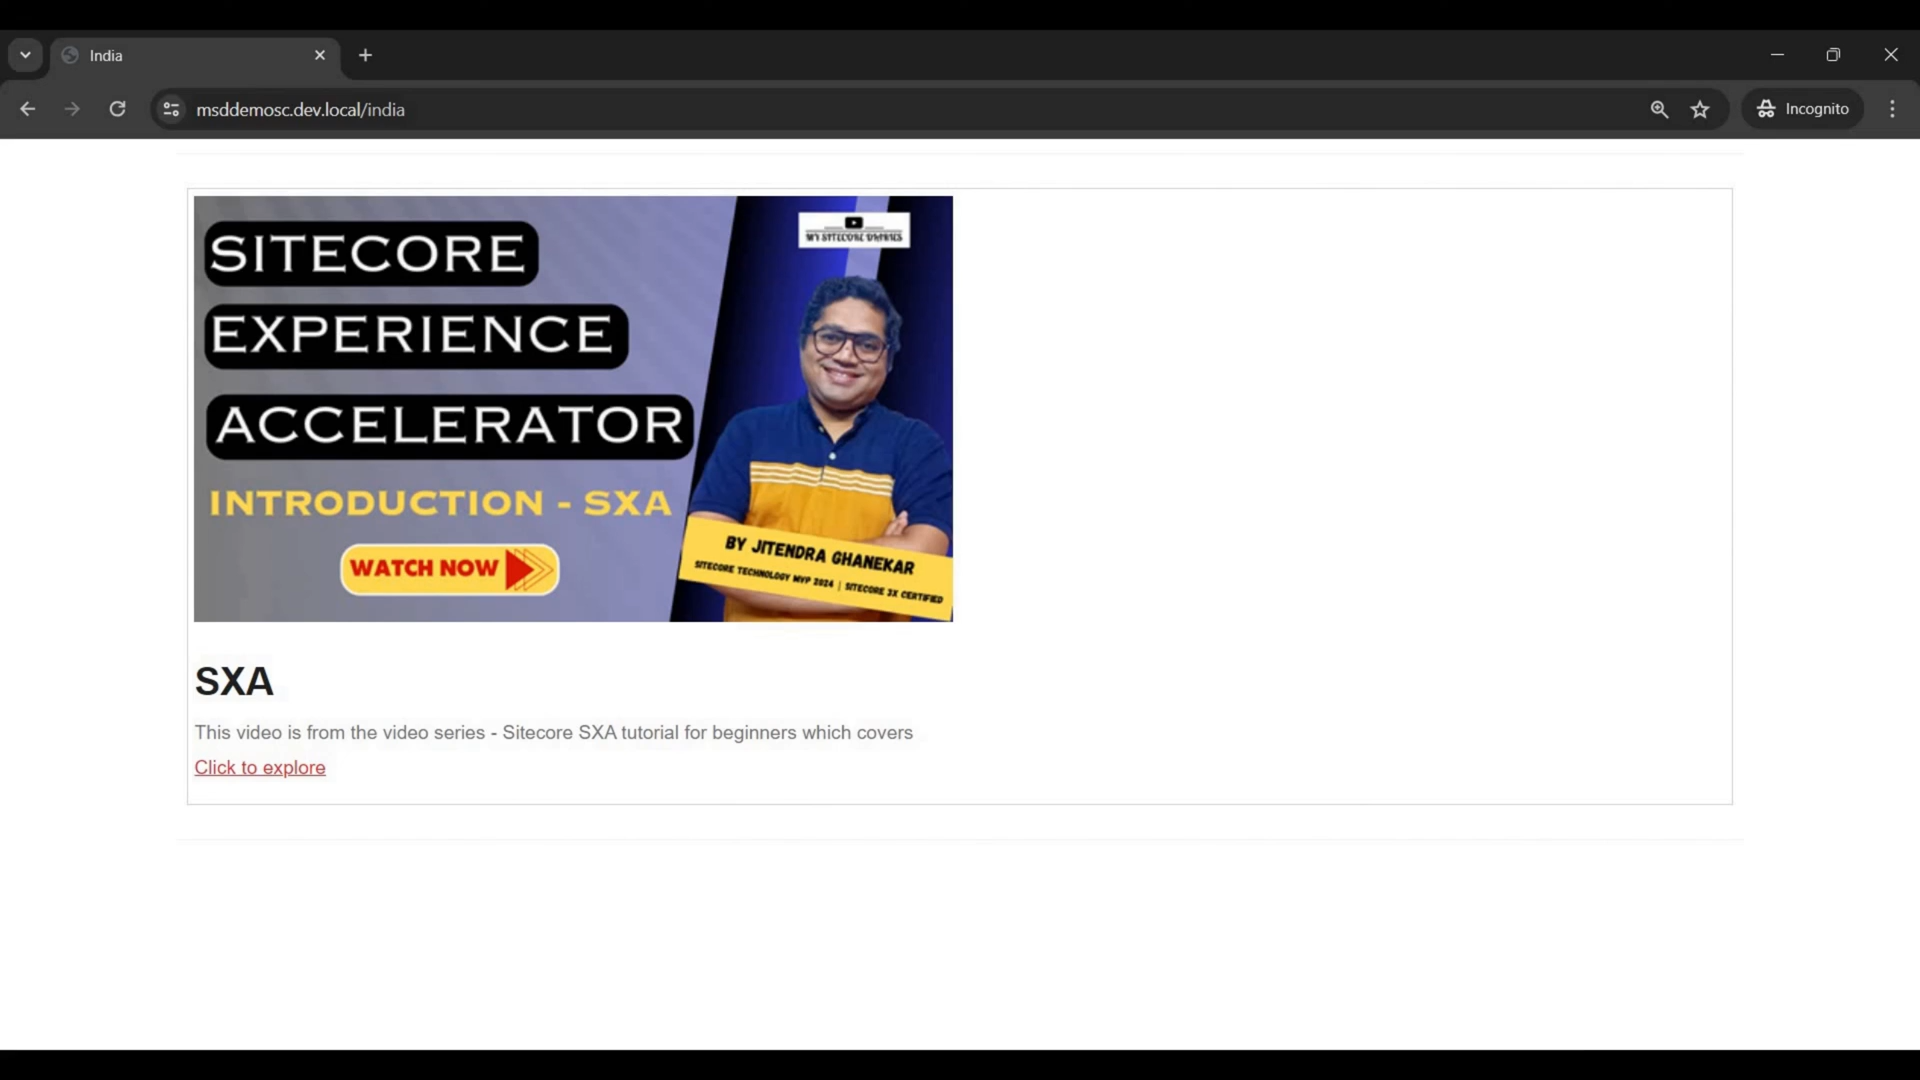 India
msddemosc.dev.local/india
Incognito
MY SITECORE DIARIES
SITECORE
EXPERIENCE
ACCELERATOR
INTRODUCTION - SXA
WATCH NOW
BY JITENDRA GHANEKAR
SITECORE TECHNOLOGY MVP 2024 | SITECORE 3X CERTIFIED
SXA
This video is from the video series - Sitecore SXA tutorial for beginners which covers
Click to explore